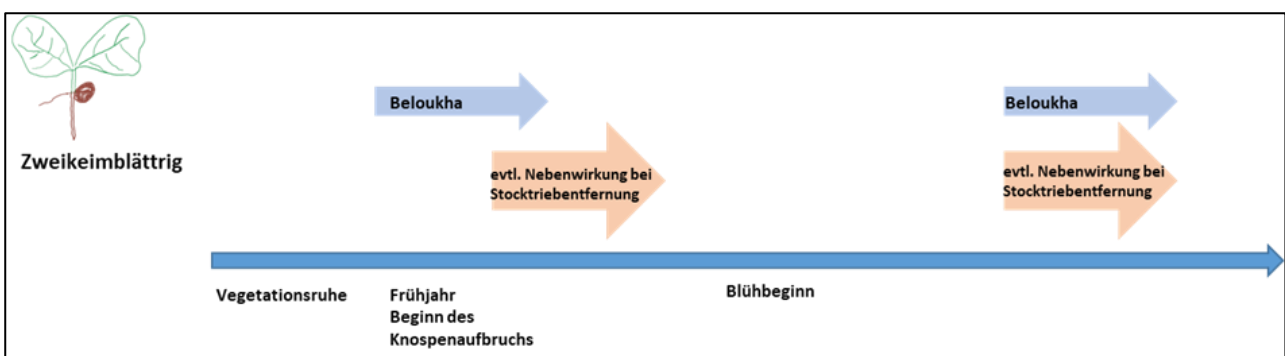 Zweikeimblättrig
Beloukha
evtl. Nebenwirkung bei
Stocktriebentfernung
Beloukha
evtl. Nebenwirkung bei
Stocktriebentfernung
Vegetationsruhe
Frühjahr
Beginn des
Knospenaufbruchs
Blühbeginn